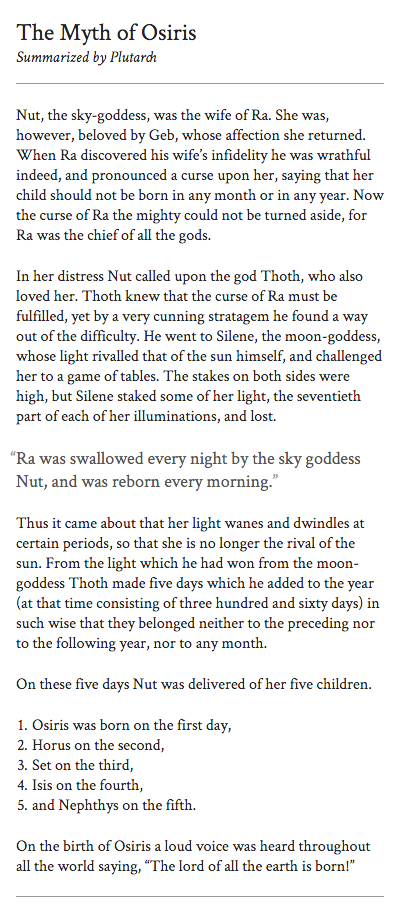 The Myth of Osiris
Summarized by Plutarch
Nut, the sky-goddess, was the wife of Ra. She was,
however, beloved by Geb, whose affection she returned.
When Ra discovered his wife’s infidelity he was wrathful
indeed, and pronounced a curse upon her, saying that her
child should not be born in any month or in any year. Now
the curse of Ra the mighty could not be turned aside, for
Ra was the chief of all the gods.
In her distress Nut called upon the god Thoth, who also
loved her. Thoth knew that the curse of Ra must be
fulfilled, yet by a very cunning stratagem he found a way
out of the difficulty. He went to Silene, the moon-goddess,
whose light rivalled that of the sun himself, and challenged
her to a game of tables. The stakes on both sides were
high, but Silene staked some of her light, the seventieth
part of each of her illuminations, and lost.
“Ra was swallowed every night by the sky goddess
Nut, and was reborn every morning.”
Thus it came about that her light wanes and dwindles at
certain periods, so that she is no longer the rival of the
sun. From the light which he had won from the moon-
goddess Thoth made five days which he added to the year
(at that time consisting of three hundred and sixty days) in
such wise that they belonged neither to the preceding nor
to the following year, nor to any month.
On these five days Nut was delivered of her five children.
1. Osiris was born on the first day,
2. Horus on the second,
3. Set on the third,
4. Isis on the fourth,
5. and Nephthys on the fifth.
On the birth of Osiris a loud voice was heard throughout
all the world saying, “The lord of all the earth is born!”